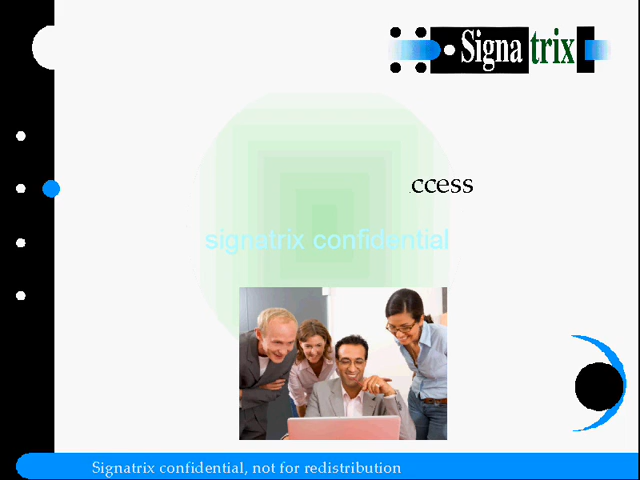 Signatrix
ccess
signatrix confidential
Signatrix confidential, not for redistribution